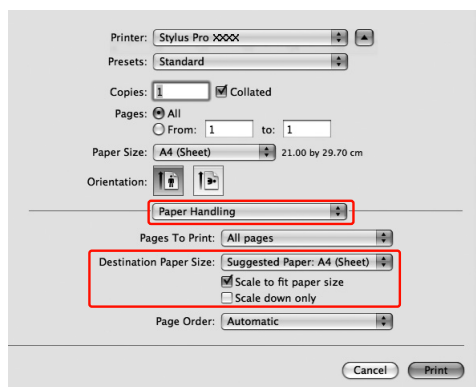 Printer: Stylus Pro XXXX
Presets: Standard
Copies: 1 Collated
Pages: All
From: 1 to: 1
Paper Size: A4 (Sheet) 21.00 by 29.70 cm
Orientation:
Paper Handling
Pages To Print: All pages
Destination Paper Size: Suggested Paper: A4 (Sheet)
Scale to fit paper size
Scale down only
Page Order: Automatic
Cancel Print